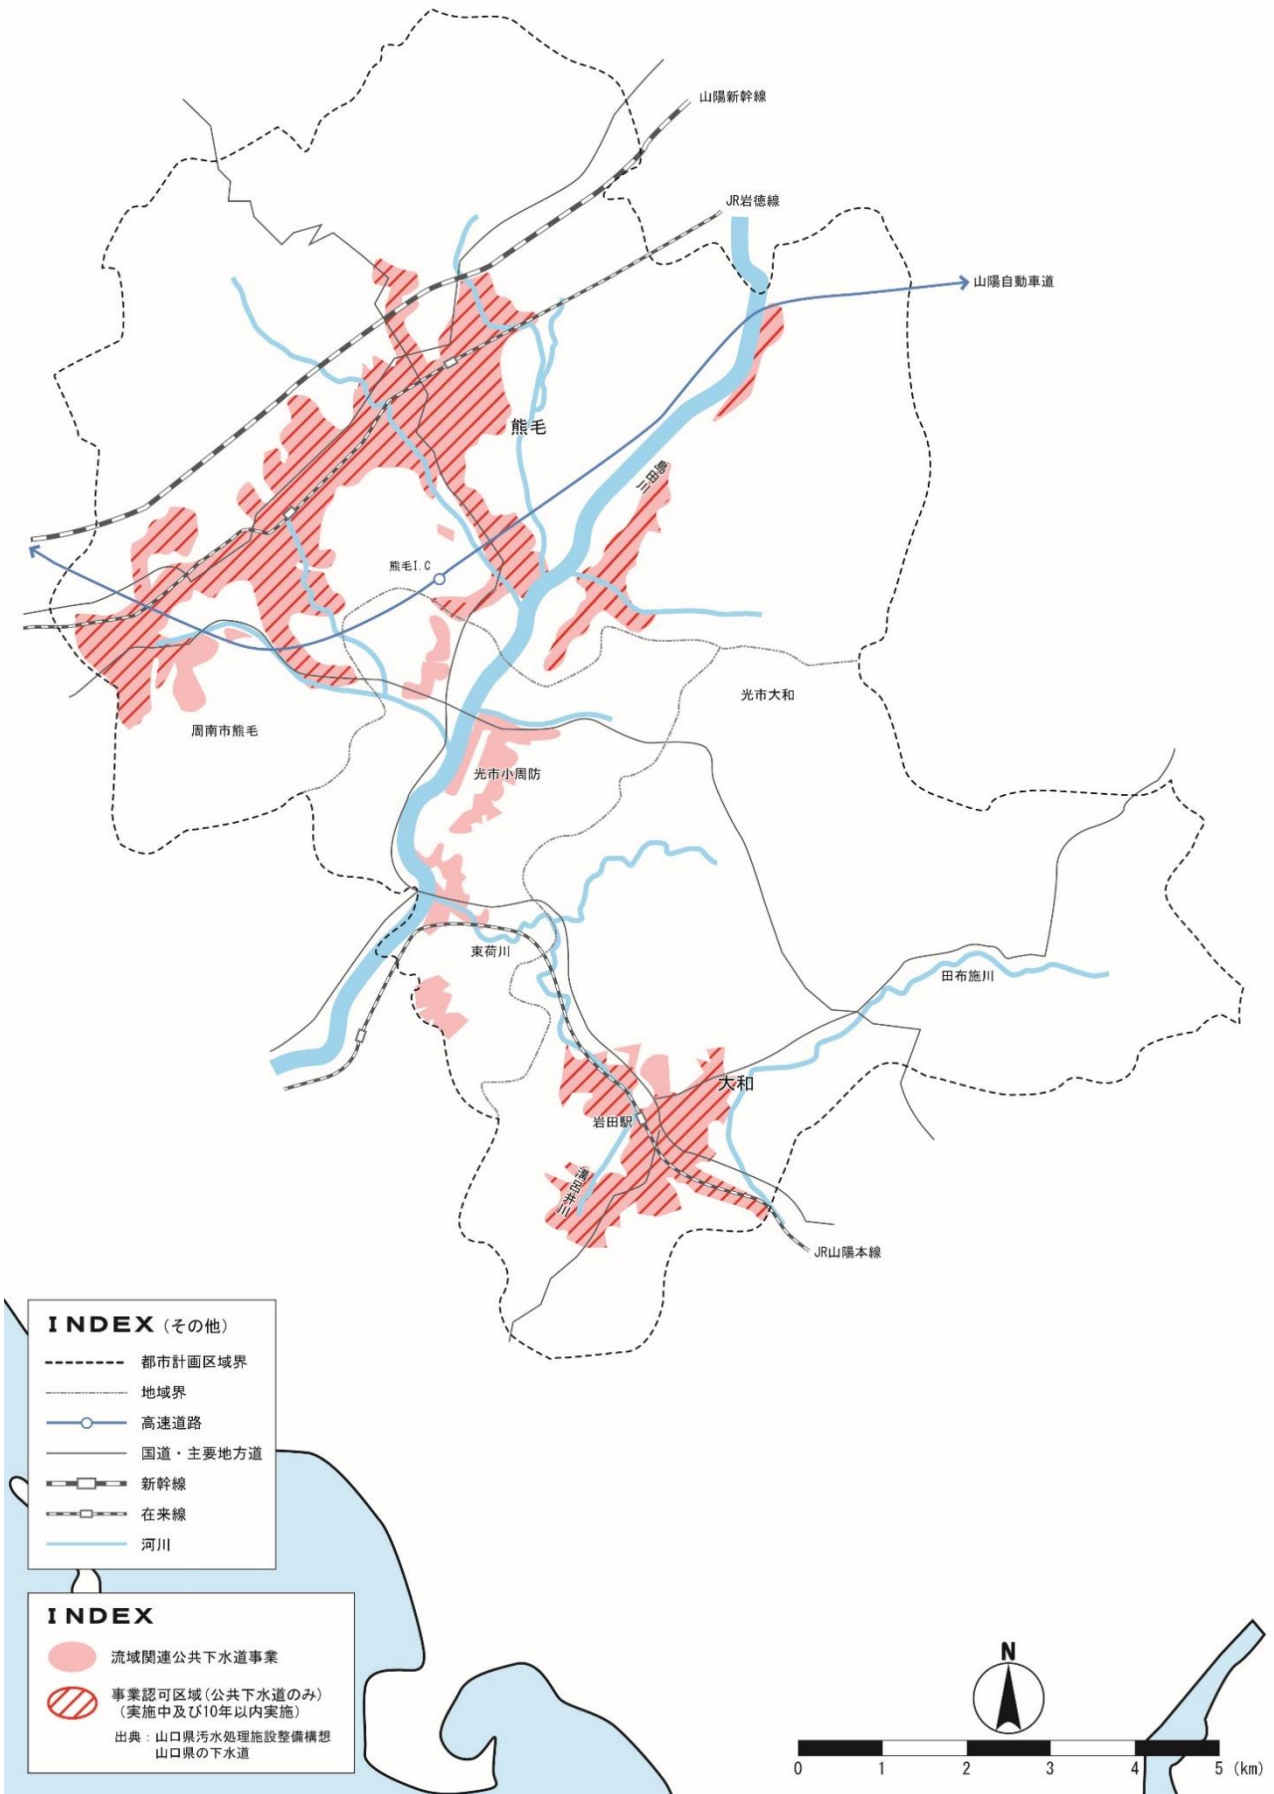 山陽新幹線
JR岩徳線
山陽自動車道
熊毛
島田川
熊毛I.C
光市大和
周南市熊毛
光市小周防
束荷川
田布施川
大和
岩田駅
溝呂井川
JR山陽本線
INDEX（その他）
都市計画区域界
地域界
高速道路
国道・主要地方道
新幹線
在来線
河川
INDEX
流域関連公共下水道事業
事業認可区域（公共下水道のみ）
（実施中及び10年以内実施）
出典：山口県汚水処理施設整備構想
山口県の下水道
N
0 1 2 3 4 5 (km)